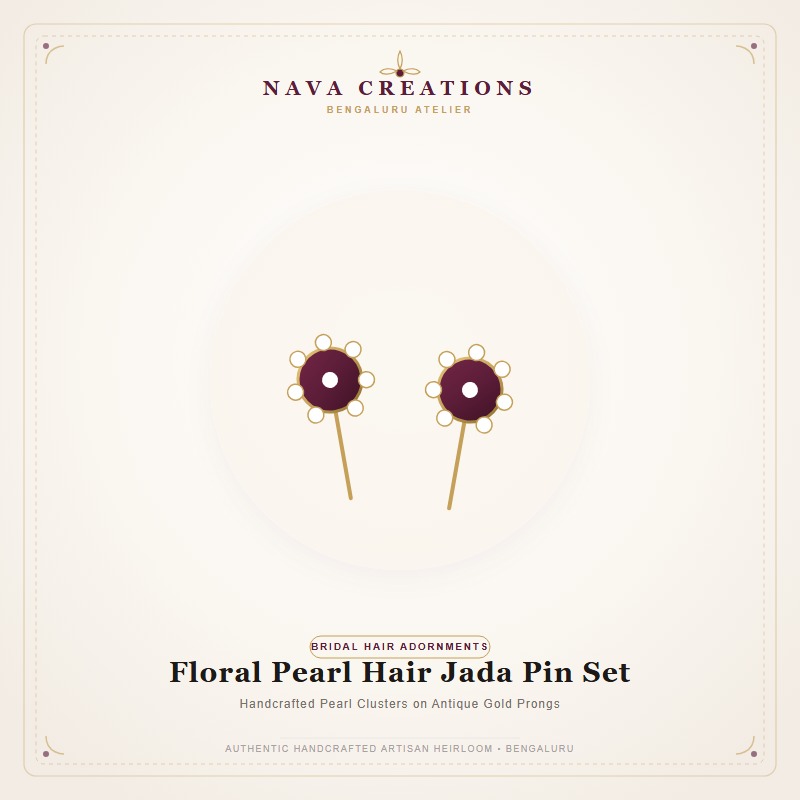 NAVA CREATIONS
BENGALURU ATELIER
BRIDAL HAIR ADORNMENTS
Floral Pearl Hair Jada Pin Set
Handcrafted Pearl Clusters on Antique Gold Prongs
AUTHENTIC HANDCRAFTED ARTISAN HEIRLOOM • BENGALURU